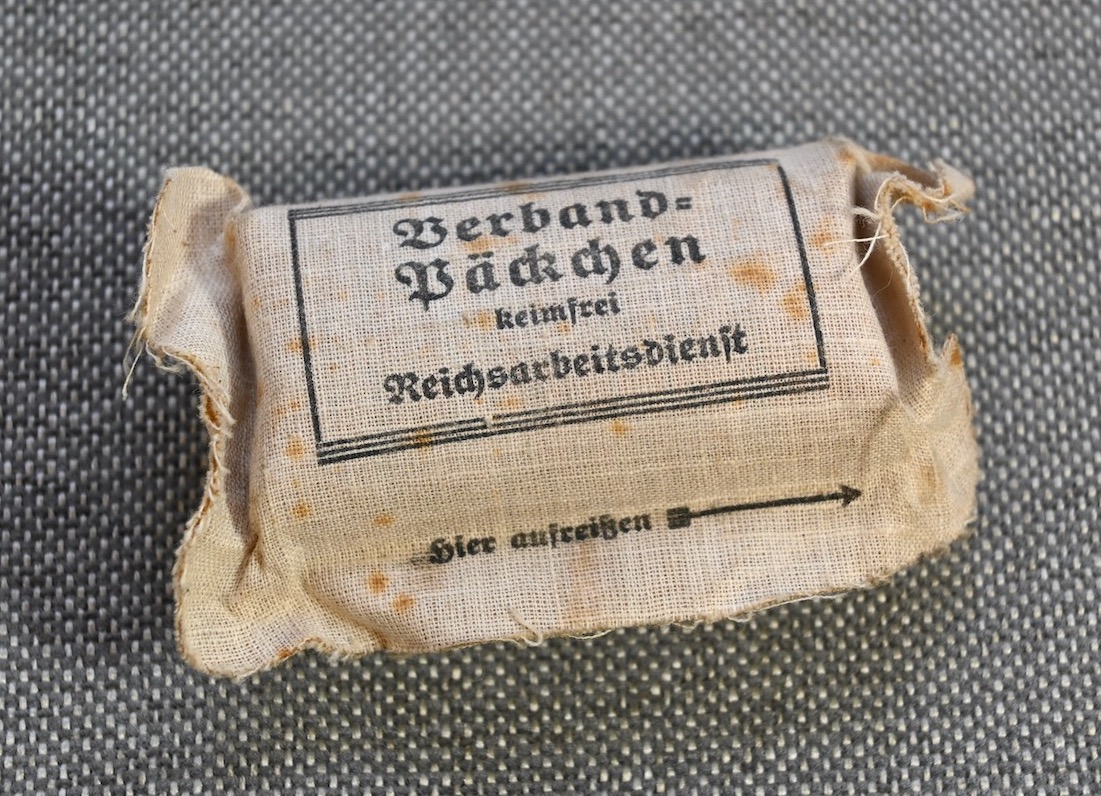 Verband-
Päckchen
keimfrei
Reichsarbeitsdienst
Hier aufreißen